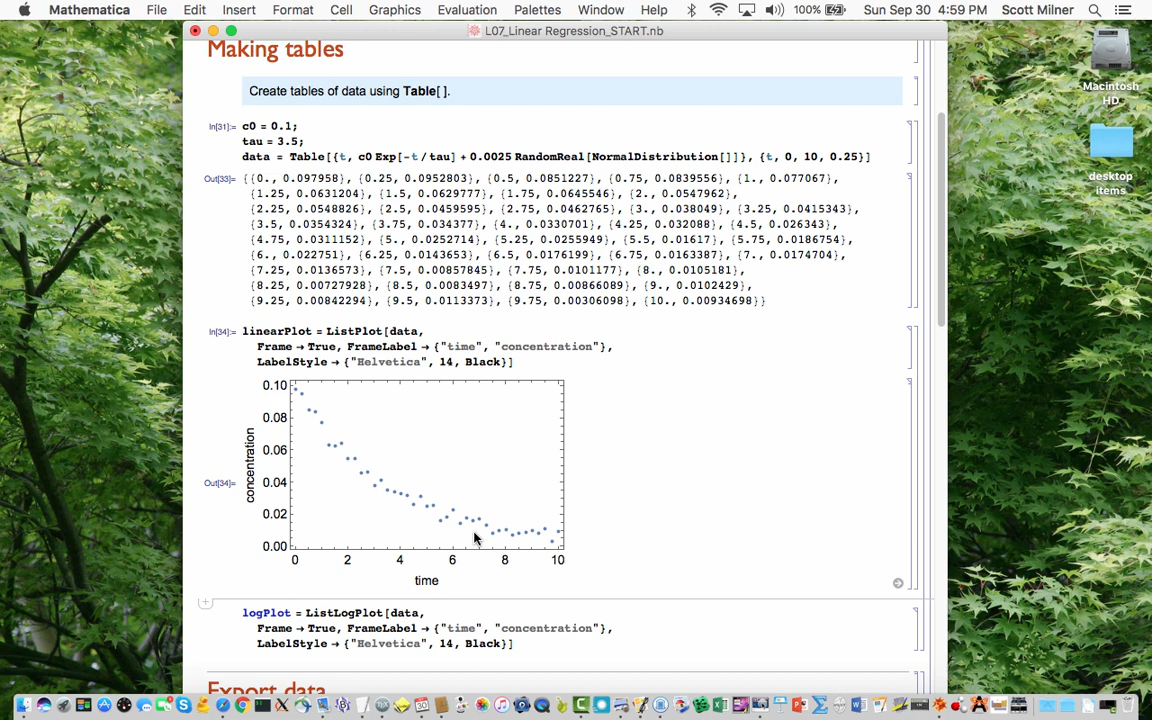 Mathematica File Edit Insert Format Cell Graphics Evaluation Palettes Window Help 100% Sun Sep 30 4:59 PM Scott Milner
L07_Linear Regression_START.nb
Making tables
Create tables of data using Table[ ].
In[31]:= c0 = 0.1;
tau = 3.5;
data = Table[{t, c0 Exp[-t/tau] + 0.0025 RandomReal[NormalDistribution[]]}, {t, 0, 10, 0.25}]
Out[33]= {{0., 0.097958}, {0.25, 0.0952803}, {0.5, 0.0851227}, {0.75, 0.0839556}, {1., 0.077067},
{1.25, 0.0631204}, {1.5, 0.0629777}, {1.75, 0.0645546}, {2., 0.0547962},
{2.25, 0.0548826}, {2.5, 0.0459595}, {2.75, 0.0462765}, {3., 0.038049}, {3.25, 0.0415343},
{3.5, 0.0354324}, {3.75, 0.034377}, {4., 0.0330701}, {4.25, 0.032088}, {4.5, 0.026343},
{4.75, 0.0311152}, {5., 0.0252714}, {5.25, 0.0255949}, {5.5, 0.01617}, {5.75, 0.0186754},
{6., 0.022751}, {6.25, 0.0143653}, {6.5, 0.0176199}, {6.75, 0.0163387}, {7., 0.0174704},
{7.25, 0.0136573}, {7.5, 0.00857845}, {7.75, 0.0101177}, {8., 0.0105181},
{8.25, 0.00727928}, {8.5, 0.0083497}, {8.75, 0.00866089}, {9., 0.0102429},
{9.25, 0.00842294}, {9.5, 0.0113373}, {9.75, 0.00306098}, {10., 0.00934698}}
In[34]:= linearPlot = ListPlot[data,
Frame → True, FrameLabel → {"time", "concentration"},
LabelStyle → {"Helvetica", 14, Black}]
Out[34]=
concentration
0.10
0.08
0.06
0.04
0.02
0.00
0 2 4 6 8 10
time
logPlot = ListLogPlot[data,
Frame → True, FrameLabel → {"time", "concentration"},
LabelStyle → {"Helvetica", 14, Black}]
Export data
Macintosh
HD
desktop
items